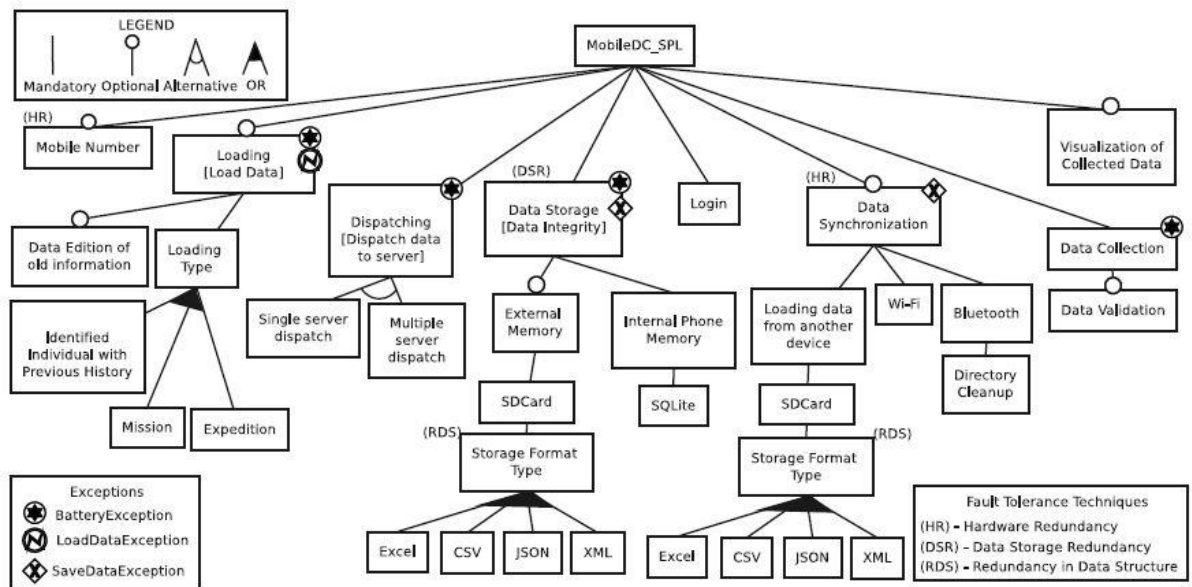 LEGEND
Mandatory Optional Alternative OR
MobileDC_SPL
(HR)
Mobile Number
Loading
[Load Data]
Data Edition of
old information
Loading
Type
Identified
Individual with
Previous History
Mission
Expedition
Dispatching
[Dispatch data
to server]
Single server
dispatch
Multiple
server
dispatch
(DSR)
Data Storage
[Data Integrity]
External
Memory
SDCard
(RDS)
Storage Format
Type
Excel
CSV
JSON
XML
Internal Phone
Memory
SQLite
Login
(HR)
Data
Synchronization
Loading data
from another
device
SDCard
(RDS)
Storage Format
Type
Excel
CSV
JSON
XML
Wi-Fi
Bluetooth
Directory
Cleanup
Data Collection
Data Validation
Visualization of
Collected Data
Exceptions
BatteryException
LoadDataException
SaveDataException
Fault Tolerance Techniques
(HR) - Hardware Redundancy
(DSR) - Data Storage Redundancy
(RDS) - Redundancy in Data Structure